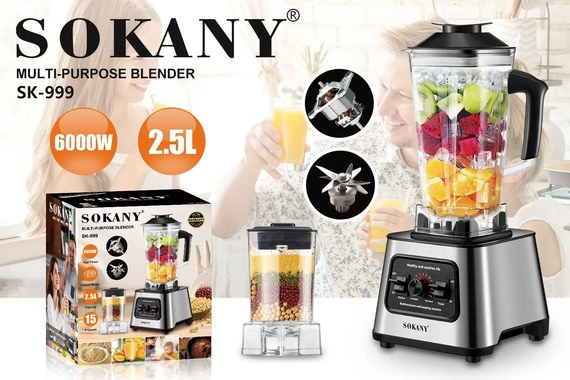 SOKANY®
MULTI-PURPOSE BLENDER
SK-999
6000W
2.5L
SOKANY
MULTI-PURPOSE BLENDER
SK-999
6000W
2.5L
15
SOKANY